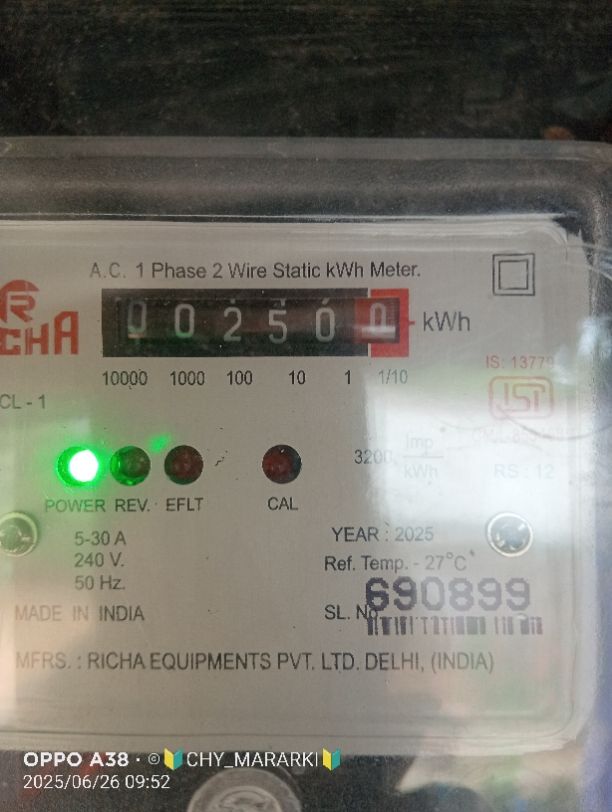 A.C. 1 Phase 2 Wire Static kWh Meter.
R
RICHA
0 0 2 5 0 0 kWh
10000 1000 100 10 1 1/10
IS: 13779
ISI
CL - 1
3200 Imp/kWh
RS : 12
POWER REV. EFLT CAL
5-30 A
240 V.
50 Hz.
YEAR : 2025
Ref. Temp. - 27°C
MADE IN INDIA
SL. No 690899
MFRS. : RICHA EQUIPMENTS PVT. LTD. DELHI, (INDIA)
OPPO A38 · ©🔰CHY_MARARKI🔰
2025/06/26 09:52